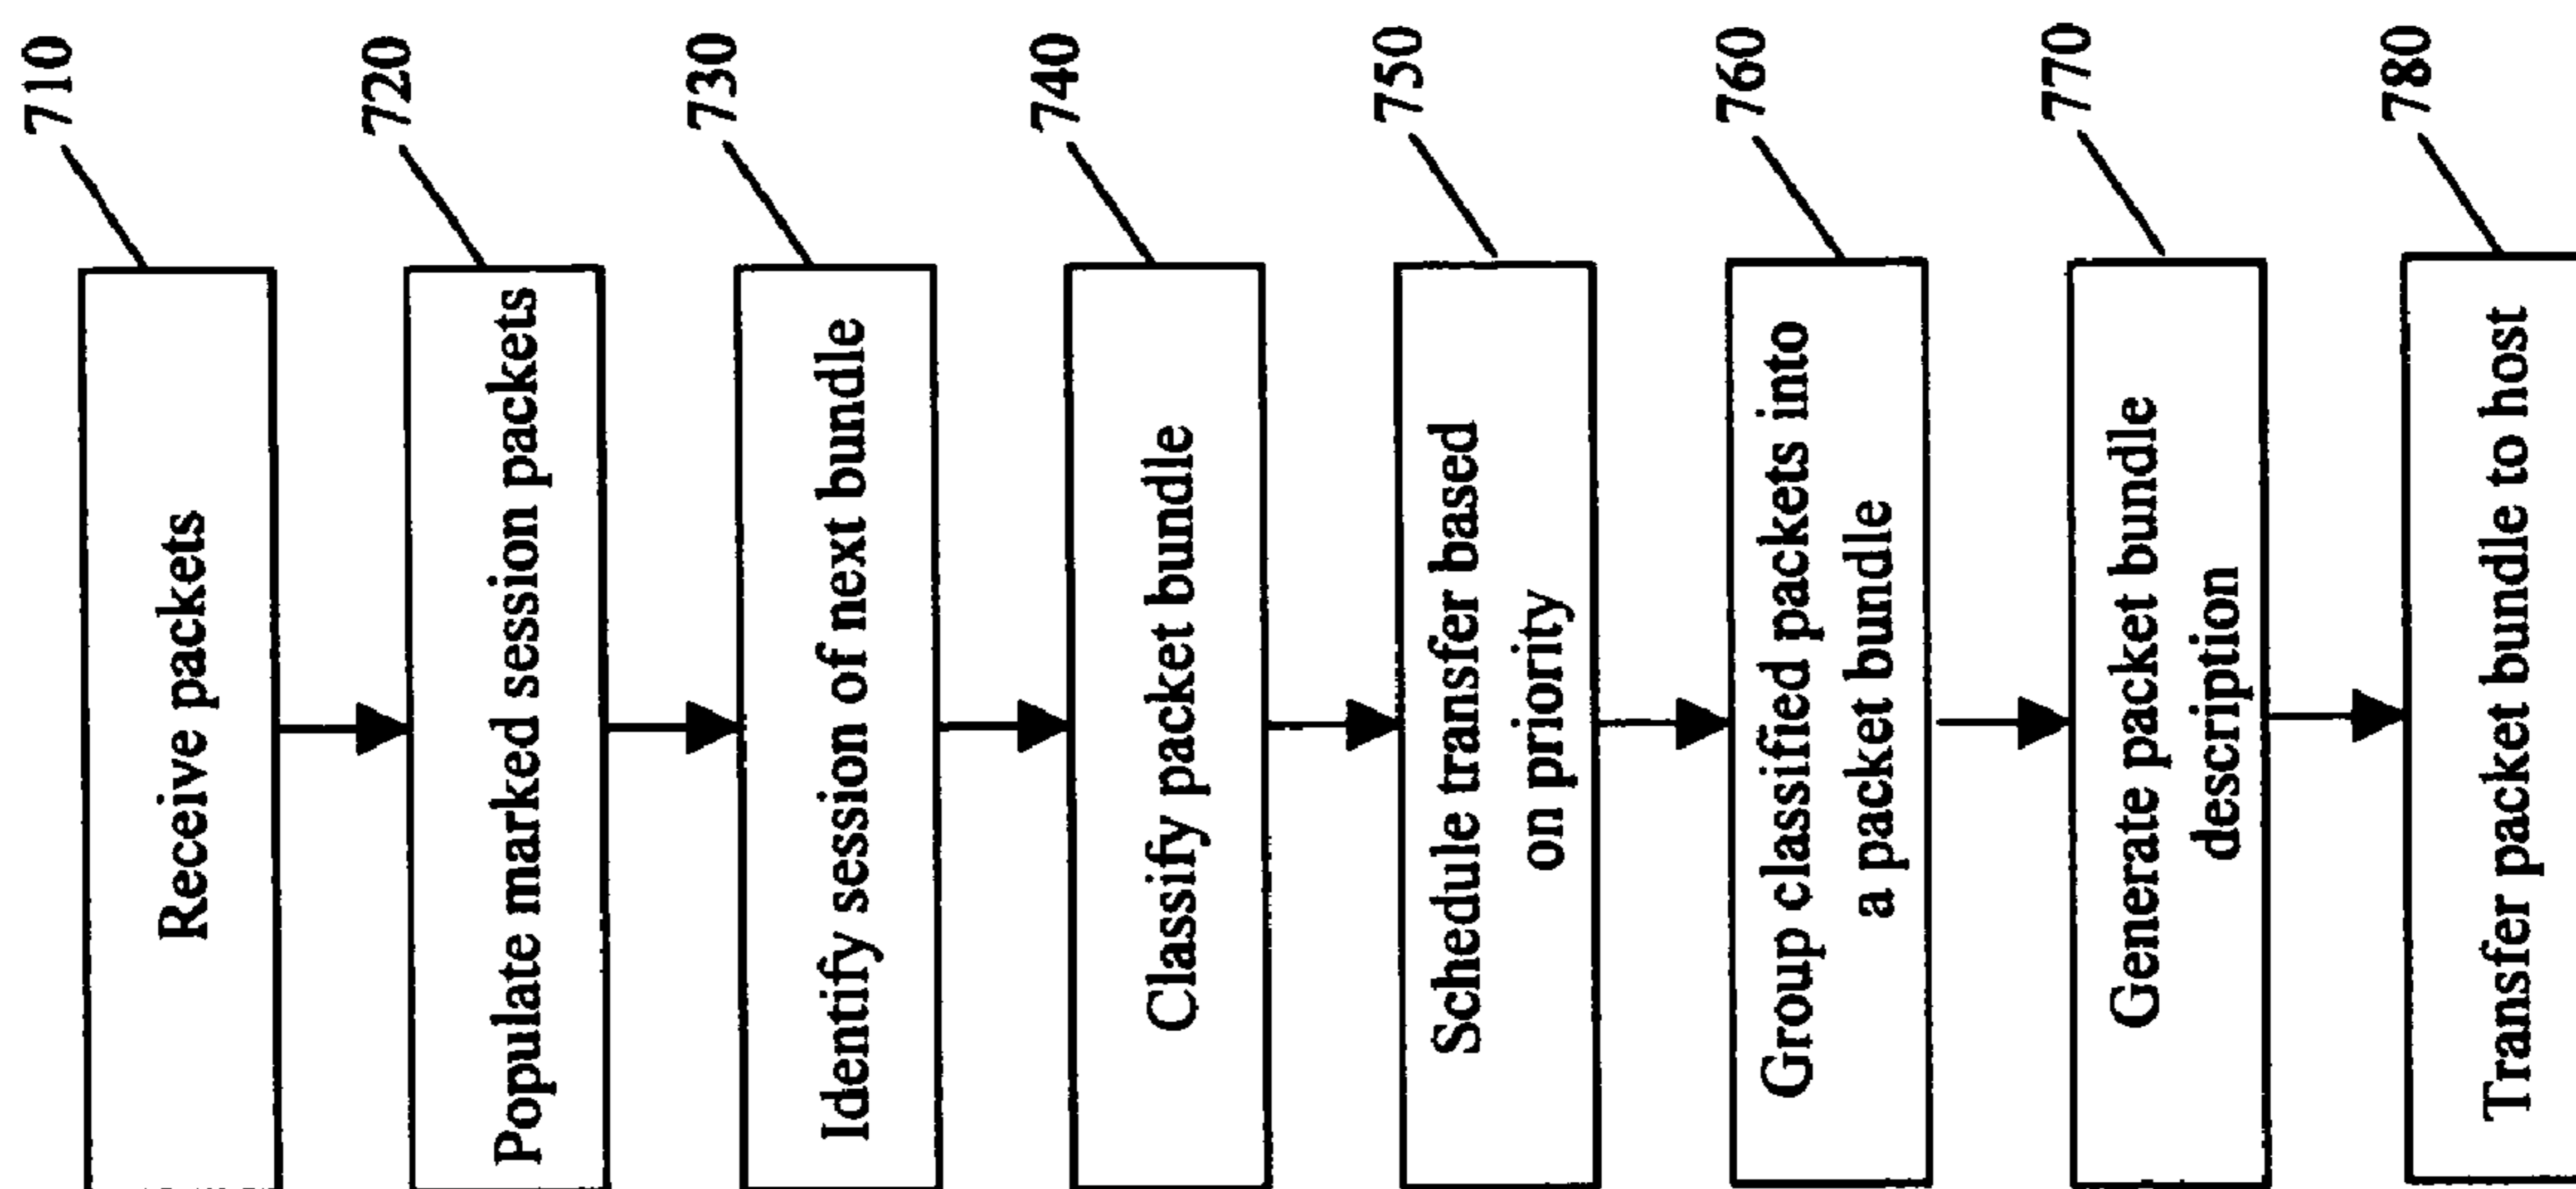 710
Receive packets
720
Populate marked session packets
730
Identify session of next bundle
740
Classify packet bundle
750
Schedule transfer based
on priority
760
Group classified packets into
a packet bundle
770
Generate packet bundle
description
780
Transfer packet bundle to host